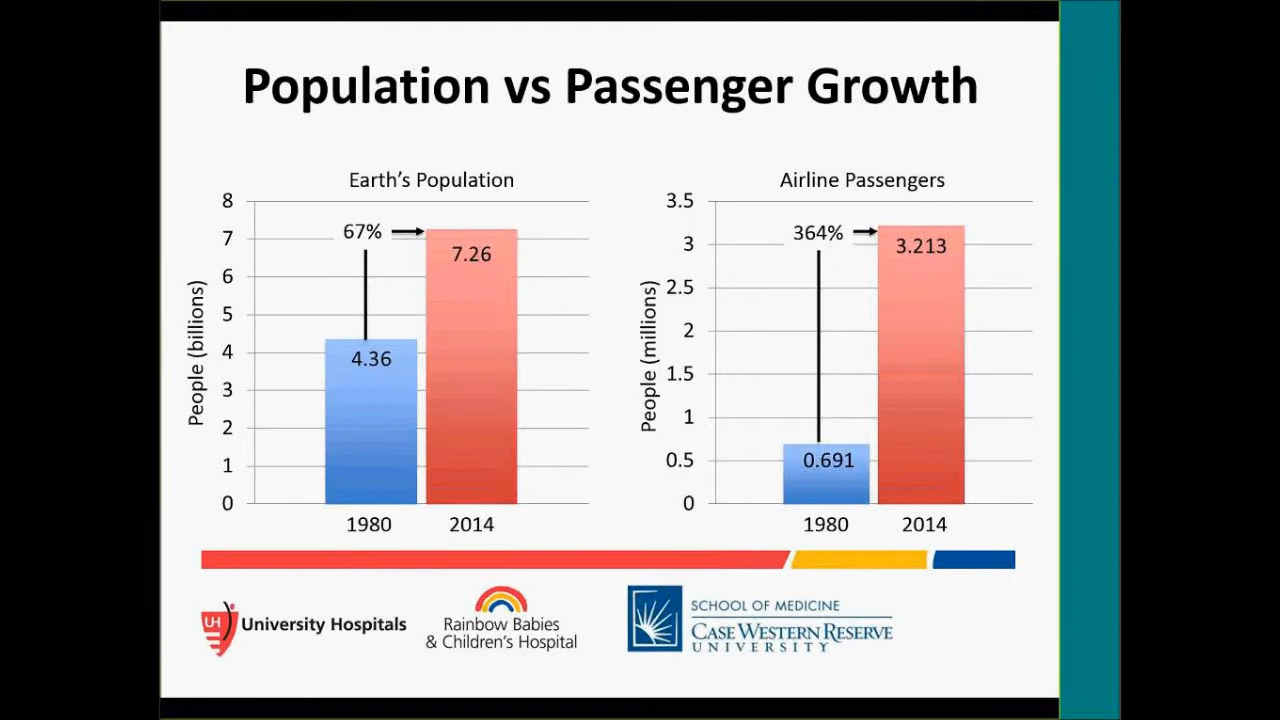 Population vs Passenger Growth
Earth's Population
8
7
6
5
4
3
2
1
0
People (billions)
67%
7.26
4.36
1980
2014
Airline Passengers
3.5
3
2.5
2
1.5
1
0.5
0
People (millions)
364%
3.213
0.691
1980
2014
UH
University Hospitals
Rainbow Babies
& Children's Hospital
SCHOOL OF MEDICINE
CASE WESTERN RESERVE
UNIVERSITY